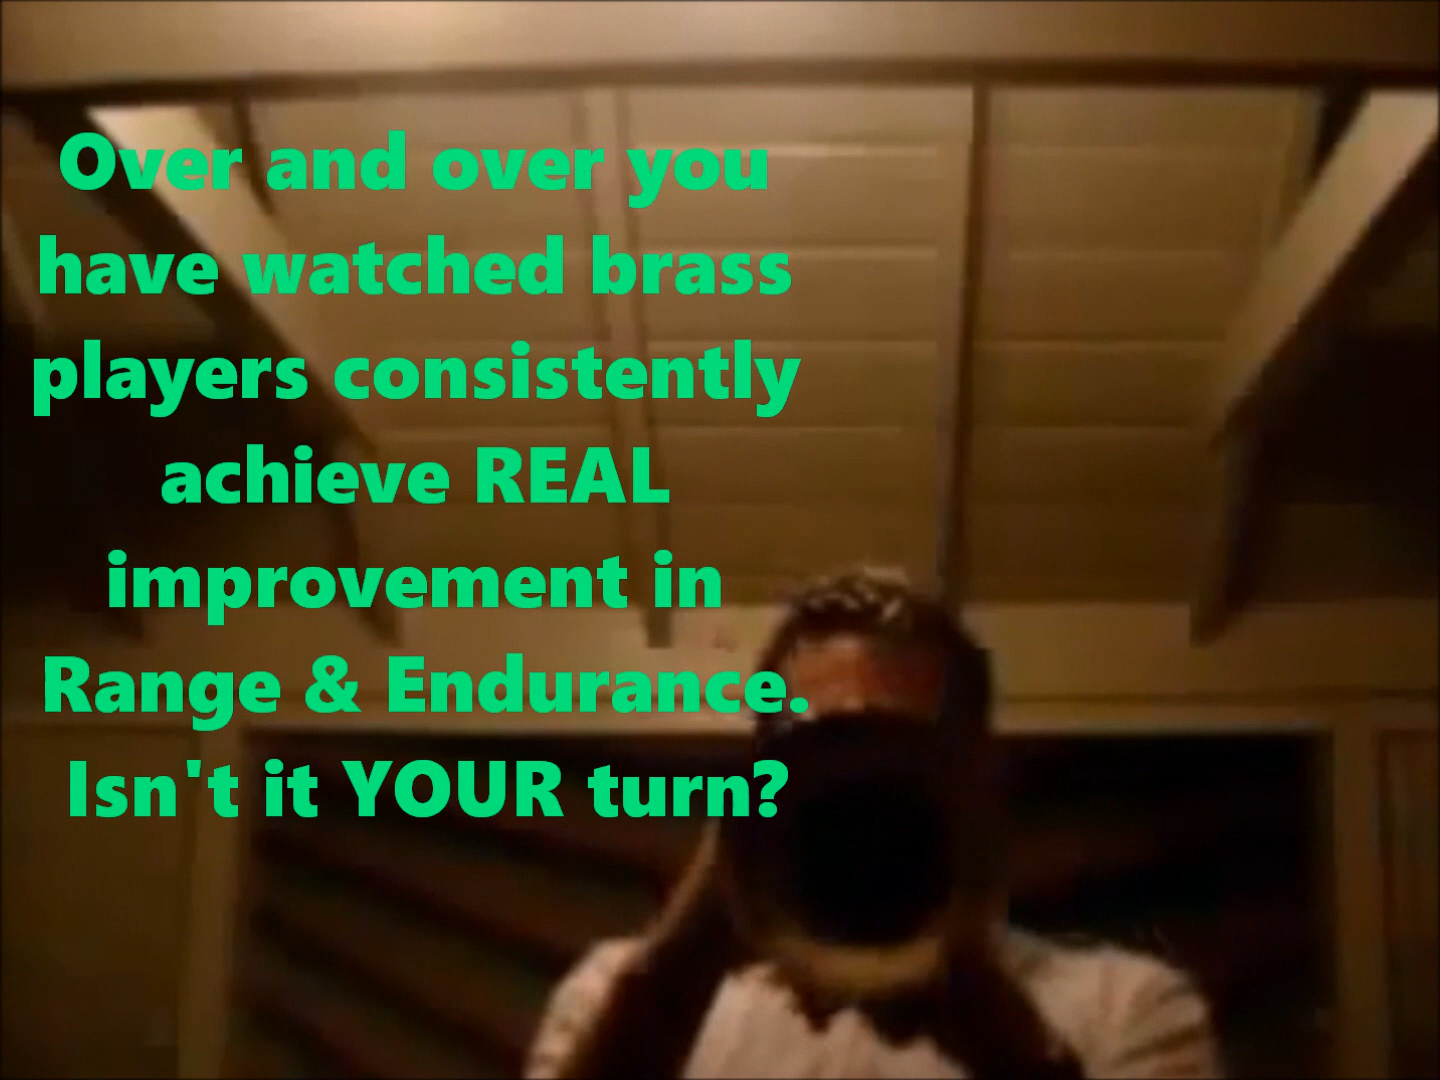 Over and over you
have watched brass
players consistently
achieve REAL
improvement in
Range & Endurance.
Isn't it YOUR turn?